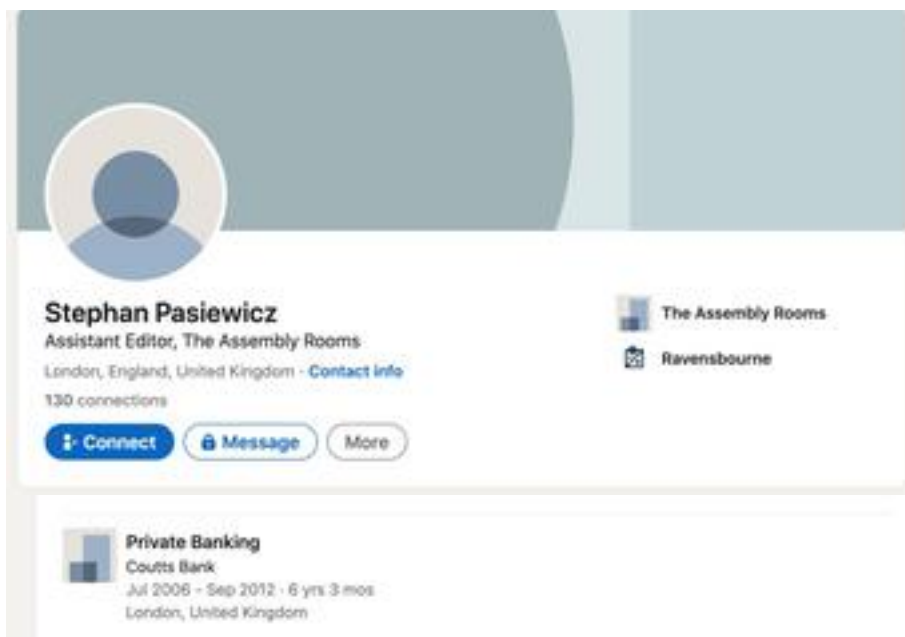 Stephan Pasiewicz
Assistant Editor, The Assembly Rooms
London, England, United Kingdom · Contact info
130 connections
Connect
Message
More
The Assembly Rooms
Ravensbourne
Private Banking
Coutts Bank
Jul 2006 - Sep 2012 · 6 yrs 3 mos
London, United Kingdom